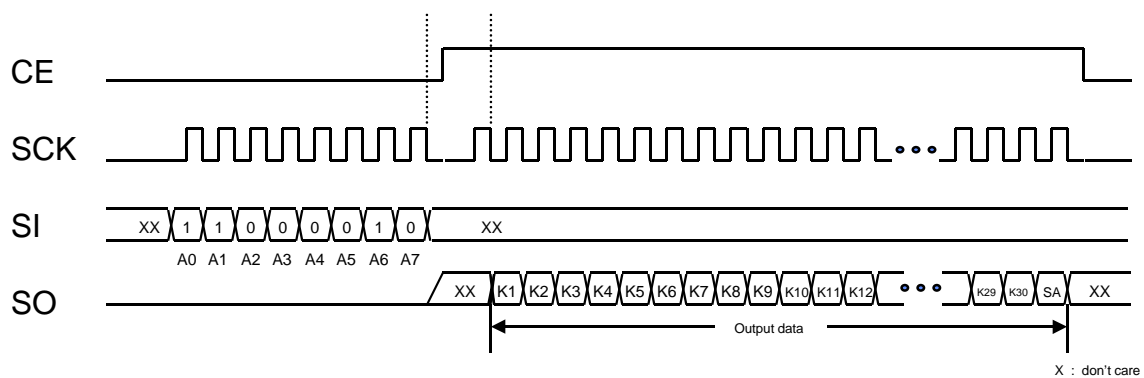 CE
SCK
SI XX 1 1 0 0 0 0 1 0 XX
A0 A1 A2 A3 A4 A5 A6 A7
SO XX K1 K2 K3 K4 K5 K6 K7 K8 K9 K10 K11 K12 K29 K30 SA XX
Output data
X : don't care